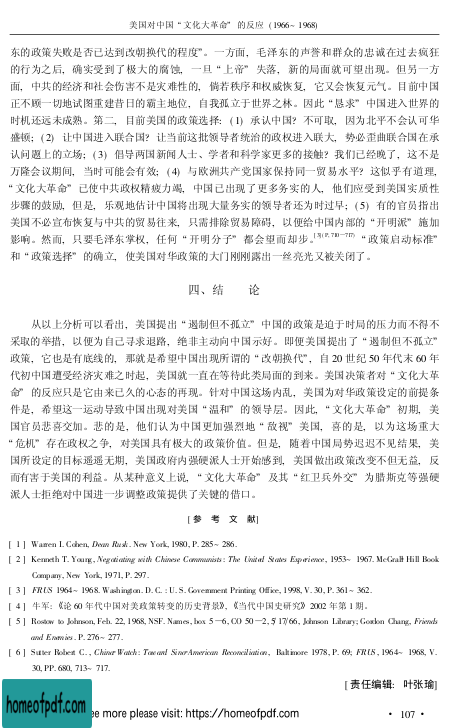 美国对中国“文化大革命”的反应 (1966~ 1968)
东的政策失败是否已达到改朝换代的程度”。一方面, 毛泽东的声誉和群众的忠诚在过去疯狂
的行为之后, 确实受到了极大的腐蚀, 一旦“上帝”失落, 新的局面就可望出现。但另一方
面, 中共的经济和社会伤害不是灾难性的, 倘若秩序和权威恢复, 它又会恢复元气。目前中国
正不顾一切地试图重建昔日的霸主地位, 自我孤立于世界之林。因此“恳求”中国进入世界的
时机还远未成熟。第二, 目前美国的政策选择: (1) 承认中国? 不可取, 因为北平不会认可华
盛顿; (2) 让中国进入联合国? 让当前这批领导者统治的政权进入联大, 势必歪曲联合国在承
认问题上的立场; (3) 倡导两国新闻人士、学者和科学家更多的接触? 我们已经晚了, 这不是
万隆会议期间, 当时可能会有效; (4) 与欧洲共产党国家保持同一贸易水平? 这似乎有道理,
“文化大革命”已使中共政权精疲力竭, 中国已出现了更多务实的人, 他们应受到美国实质性
步骤的鼓励, 但是, 乐观地估计中国将出现大量务实的领导者还为时过早; (5) 有的官员指出
美国不必宣布恢复与中共的贸易往来, 只需排除贸易障碍, 以便给中国内部的“开明派”施加
影响。然而, 只要毛泽东掌权, 任何“开明分子”都会望而却步。[3](P. 710—717) “政策启动标准”
和“政策选择”的确立, 使美国对华政策的大门刚刚露出一丝亮光又被关闭了。
四、结 论
从以上分析可以看出, 美国提出“遏制但不孤立”中国的政策是迫于时局的压力而不得不
采取的举措, 以便为自己寻求退路, 绝非主动向中国示好。即便美国提出了“遏制但不孤立”
政策, 它也是有底线的, 那就是希望中国出现所谓的“改朝换代”, 自 20 世纪 50 年代末 60 年
代初中国遭受经济灾难之时起, 美国就一直在等待此类局面的到来。美国决策者对“文化大革
命”的反应只是它由来已久的心态的再现。针对中国这场内乱, 美国为对华政策设定的前提条
件是, 希望这一运动导致中国出现对美国“温和”的领导层。因此, “文化大革命”初期, 美
国官员悲喜交加。悲的是, 他们认为中国更加强烈地“敌视”美国, 喜的是, 以为这场重大
“危机”存在政权之争, 对美国具有极大的政策价值。但是, 随着中国局势迟迟不见结果, 美
国所设定的目标遥遥无期, 美国政府内强硬派人士开始感到, 美国做出政策改变不但无益, 反
而有害于美国的利益。从某种意义上说, “文化大革命”及其“红卫兵外交”为腊斯克等强硬
派人士拒绝对中国进一步调整政策提供了关键的借口。
[参 考 文 献]
[ 1 ] Warren I. Cohen, Dean Rusk. New York, 1980, P. 285~ 286.
[ 2 ] Kenneth T. Young, Negotiating with Chinese Communists: The United States Experience, 1953~ 1967. McGraw- Hill Book
Company, New York, 1971, P. 297.
[ 3 ] FRUS 1964~ 1968. Washington. D. C. : U. S. Government Printing Office, 1998, V. 30, P. 361~ 362.
[ 4 ] 牛军: 《论 60 年代中国对美政策转变的历史背景》, 《当代中国史研究》2002 年第 1 期。
[ 5 ] Rostow to Johnson, Feb. 22, 1968, NSF. Names, box 5—6, CO 50—2, 5/ 17/66, Johnson Library; Gordon Chang, Friends
and Enemies. P. 276~ 277.
[ 6 ] Sutter Robert C. , China- Watch: Toward Sino-American Reconciliation, Baltimore 1978, P. 69; FRUS, 1964~ 1968, V.
30, PP. 680, 713~ 717.
[责任编辑: 叶张瑜]
homeofpdf.com
ee more please visit: https://homeofpdf.com
• 107 •